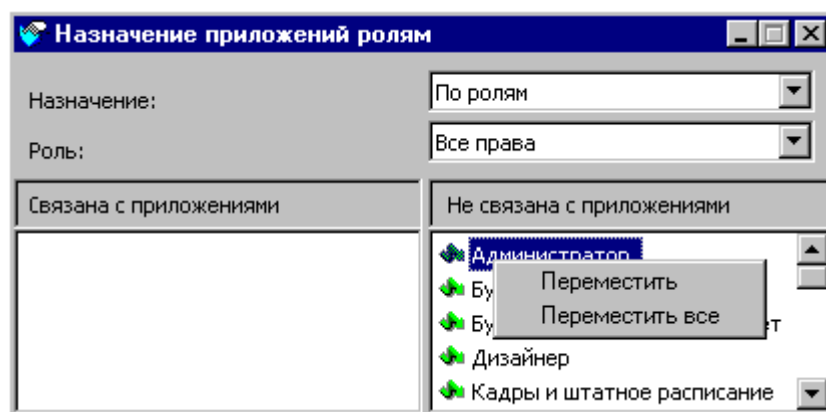 Назначение приложений ролям
Назначение:
По ролям
Роль:
Все права
Связана с приложениями
Не связана с приложениями
Администратор
Переместить
Переместить все
Дизайнер
Кадры и штатное расписание